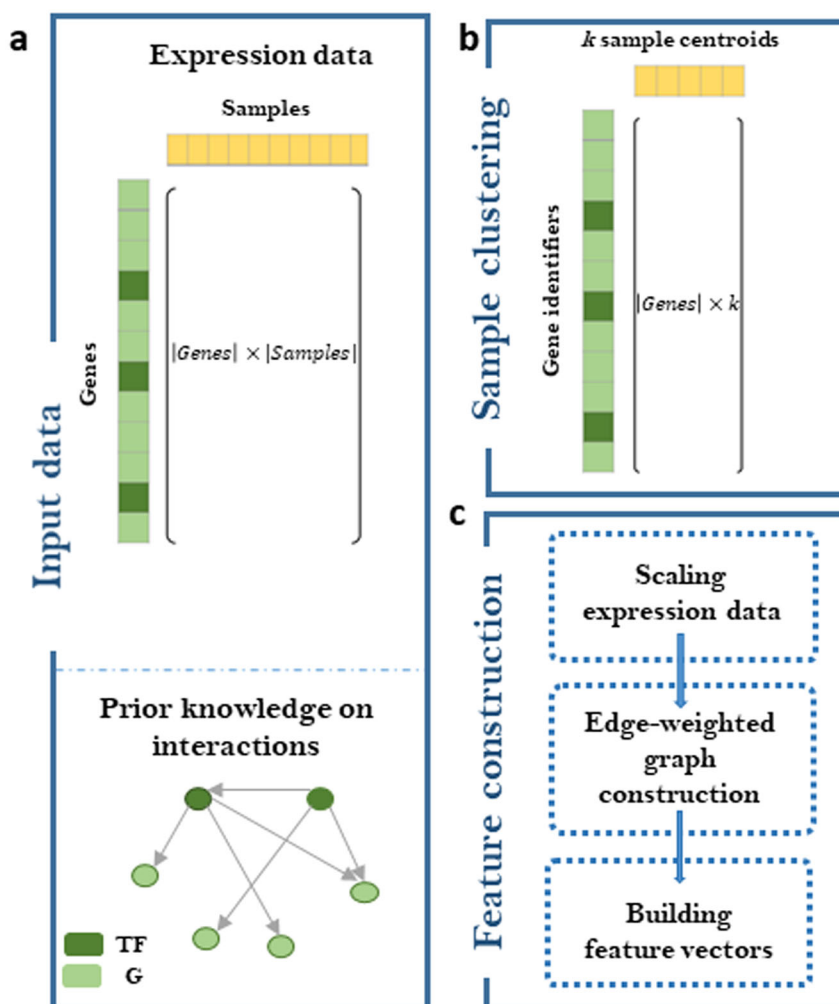 a
Input data
Expression data
Samples
Genes
|Genes| × |Samples|
Prior knowledge on
interactions
TF
G
b
Sample clustering
k sample centroids
Gene identifiers
|Genes| × k
c
Feature construction
Scaling
expression data
Edge-weighted
graph
construction
Building
feature vectors